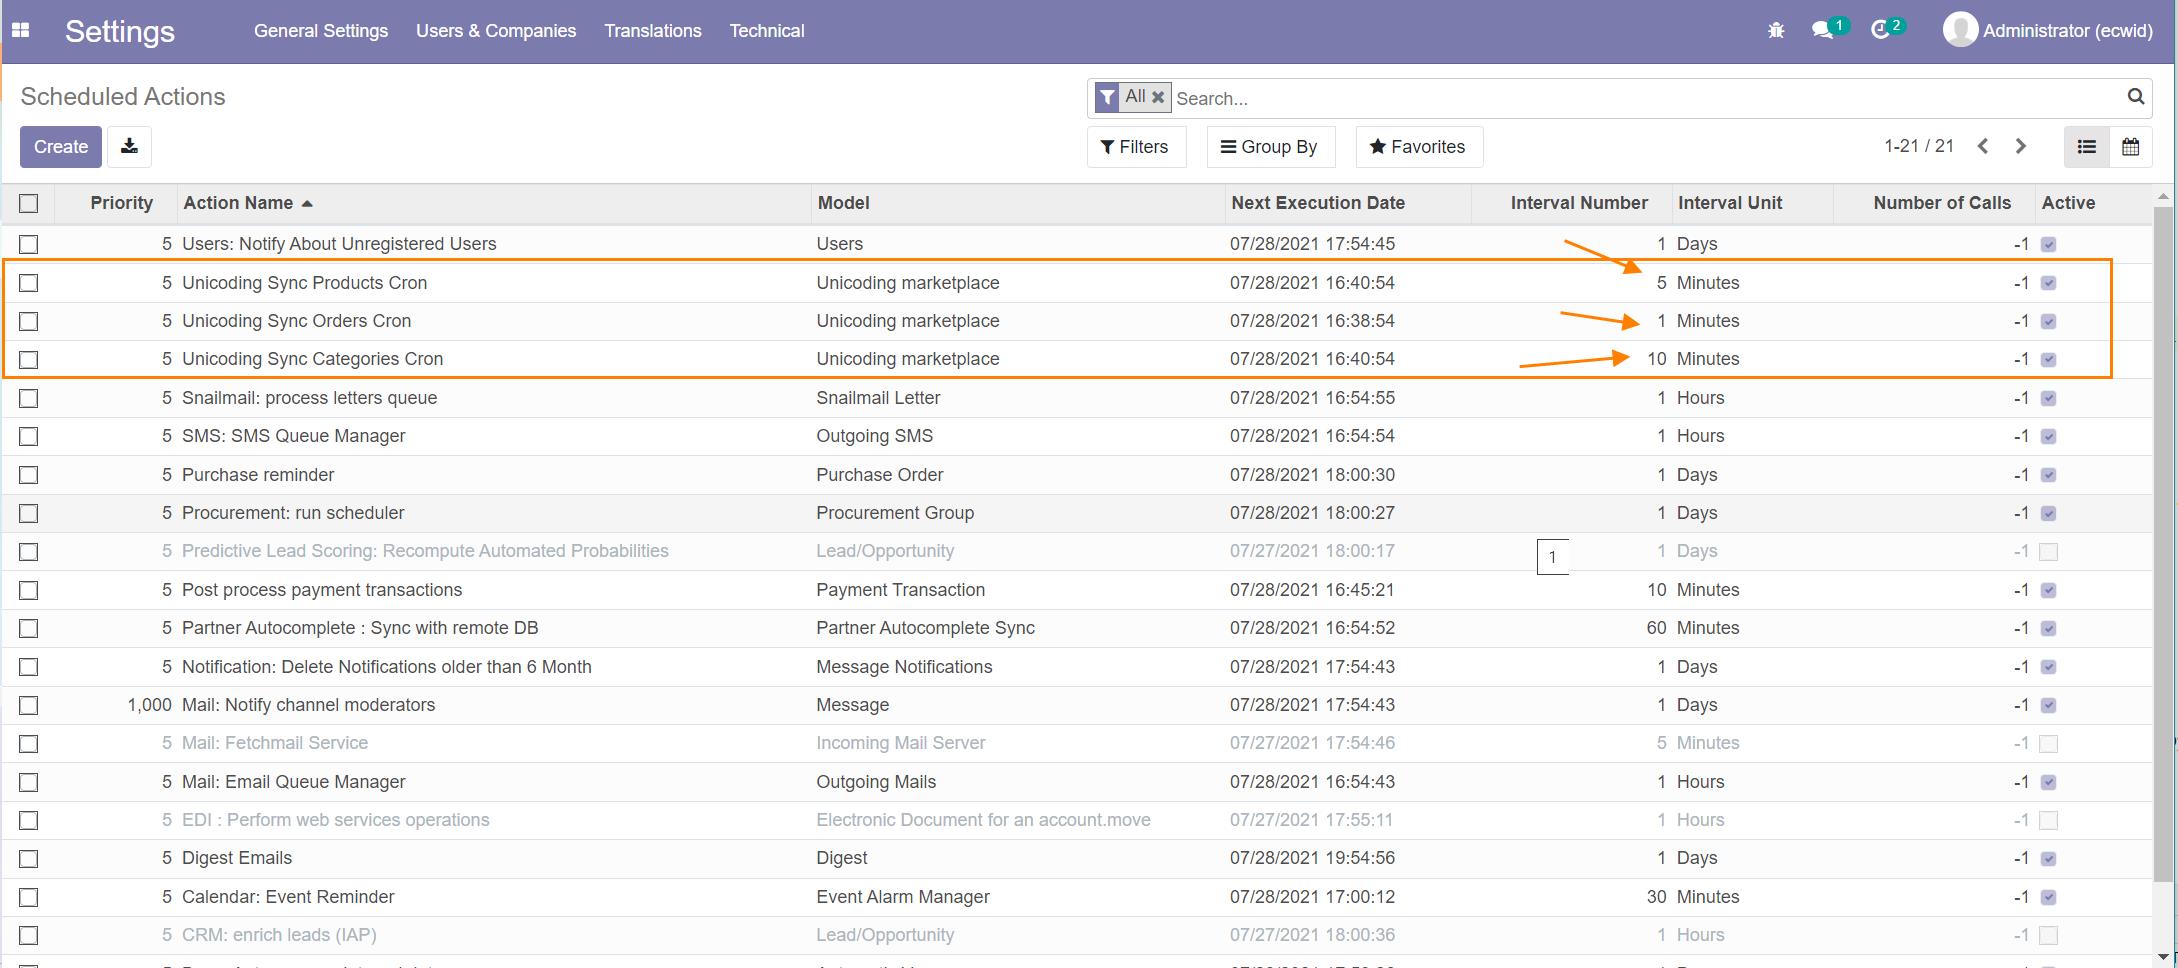 Settings General Settings Users & Companies Translations Technical 1 2 Administrator (ecwid)
Scheduled Actions All Search...
Create Filters Group By Favorites 1-21 / 21
Priority Action Name Model Next Execution Date Interval Number Interval Unit Number of Calls Active
5 Users: Notify About Unregistered Users Users 07/28/2021 17:54:45 1 Days -1
5 Unicoding Sync Products Cron Unicoding marketplace 07/28/2021 16:40:54 5 Minutes -1
5 Unicoding Sync Orders Cron Unicoding marketplace 07/28/2021 16:38:54 1 Minutes -1
5 Unicoding Sync Categories Cron Unicoding marketplace 07/28/2021 16:40:54 10 Minutes -1
5 Snailmail: process letters queue Snailmail Letter 07/28/2021 16:54:55 1 Hours -1
5 SMS: SMS Queue Manager Outgoing SMS 07/28/2021 16:54:54 1 Hours -1
5 Purchase reminder Purchase Order 07/28/2021 18:00:30 1 Days -1
5 Procurement: run scheduler Procurement Group 07/28/2021 18:00:27 1 Days -1
5 Predictive Lead Scoring: Recompute Automated Probabilities Lead/Opportunity 07/27/2021 18:00:17 1 1 Days -1
5 Post process payment transactions Payment Transaction 07/28/2021 16:45:21 10 Minutes -1
5 Partner Autocomplete : Sync with remote DB Partner Autocomplete Sync 07/28/2021 16:54:52 60 Minutes -1
5 Notification: Delete Notifications older than 6 Month Message Notifications 07/28/2021 17:54:43 1 Days -1
1,000 Mail: Notify channel moderators Message 07/28/2021 17:54:43 1 Days -1
5 Mail: Fetchmail Service Incoming Mail Server 07/27/2021 17:54:46 5 Minutes -1
5 Mail: Email Queue Manager Outgoing Mails 07/28/2021 16:54:43 1 Hours -1
5 EDI : Perform web services operations Electronic Document for an account.move 07/27/2021 17:55:11 1 Hours -1
5 Digest Emails Digest 07/28/2021 19:54:56 1 Days -1
5 Calendar: Event Reminder Event Alarm Manager 07/28/2021 17:00:12 30 Minutes -1
5 CRM: enrich leads (IAP) Lead/Opportunity 07/27/2021 18:00:36 1 Hours -1